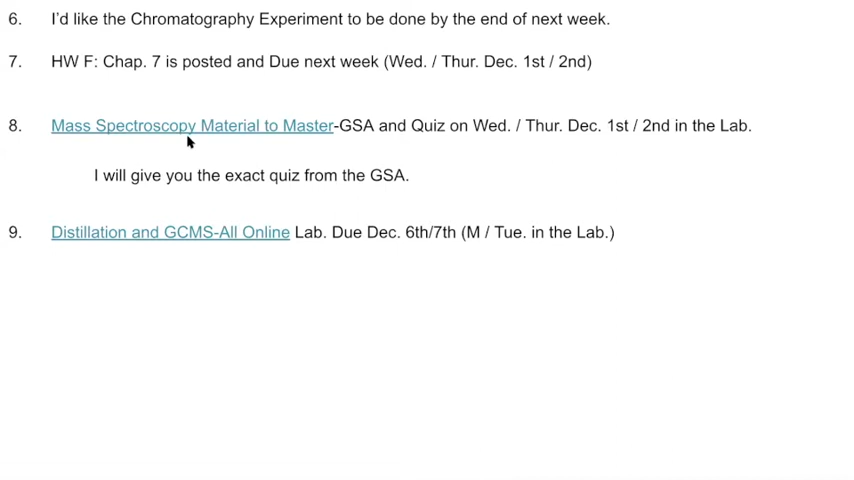 6. I'd like the Chromatography Experiment to be done by the end of next week.
7. HW F: Chap. 7 is posted and Due next week (Wed. / Thur. Dec. 1st / 2nd)
8. Mass Spectroscopy Material to Master-GSA and Quiz on Wed. / Thur. Dec. 1st / 2nd in the Lab.
I will give you the exact quiz from the GSA.
9. Distillation and GCMS-All Online Lab. Due Dec. 6th/7th (M / Tue. in the Lab.)